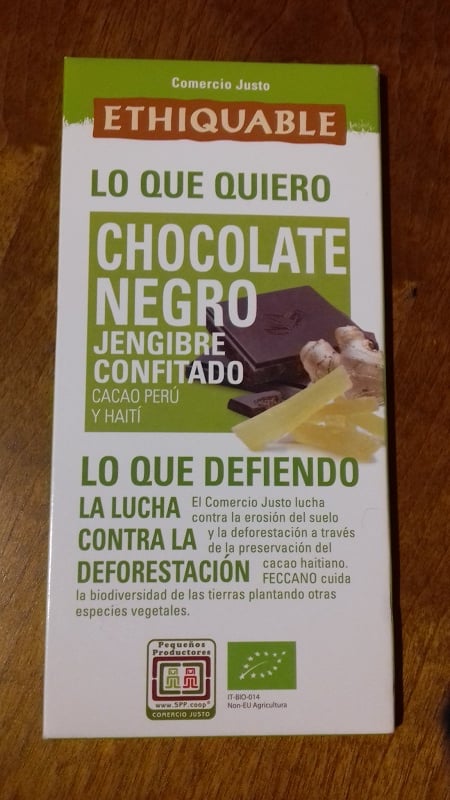 Comercio Justo
ETHIQUABLE
LO QUE QUIERO
CHOCOLATE
NEGRO
JENGIBRE
CONFITADO
CACAO PERÚ
Y HAITÍ
LO QUE DEFIENDO
LA LUCHA
CONTRA LA
DEFORESTACIÓN
El Comercio Justo lucha
contra la erosión del suelo
y la deforestación a través
de la preservación del
cacao haitiano.
FECCANO cuida
la biodiversidad de las tierras plantando otras
especies vegetales.
Pequeños
Productores
www.SPP.coop
COMERCIO JUSTO
IT-BIO-014
Non-EU Agricultura